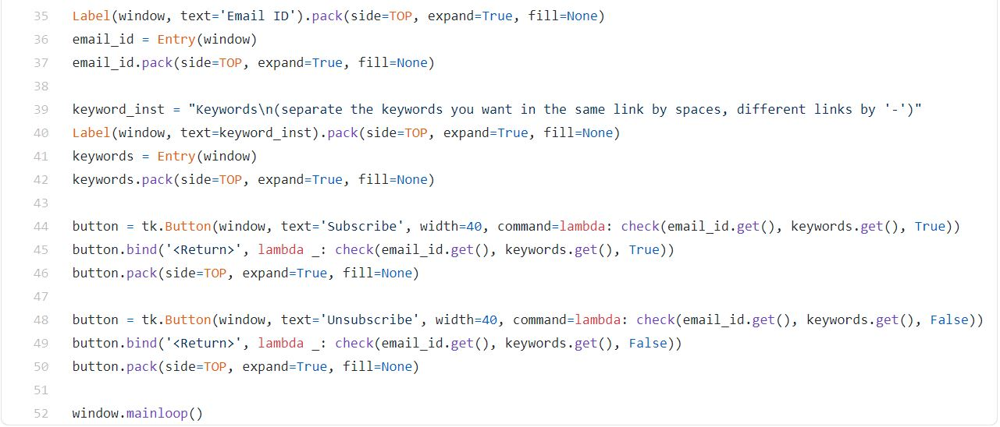 35 Label(window, text='Email ID').pack(side=TOP, expand=True, fill=None)
36 email_id = Entry(window)
37 email_id.pack(side=TOP, expand=True, fill=None)
38
39 keyword_inst = "Keywords\n(separate the keywords you want in the same link by spaces, different links by '-')"
40 Label(window, text=keyword_inst).pack(side=TOP, expand=True, fill=None)
41 keywords = Entry(window)
42 keywords.pack(side=TOP, expand=True, fill=None)
43
44 button = tk.Button(window, text='Subscribe', width=40, command=lambda: check(email_id.get(), keywords.get(), True))
45 button.bind('<Return>', lambda _: check(email_id.get(), keywords.get(), True))
46 button.pack(side=TOP, expand=True, fill=None)
47
48 button = tk.Button(window, text='Unsubscribe', width=40, command=lambda: check(email_id.get(), keywords.get(), False))
49 button.bind('<Return>', lambda _: check(email_id.get(), keywords.get(), False))
50 button.pack(side=TOP, expand=True, fill=None)
51
52 window.mainloop()